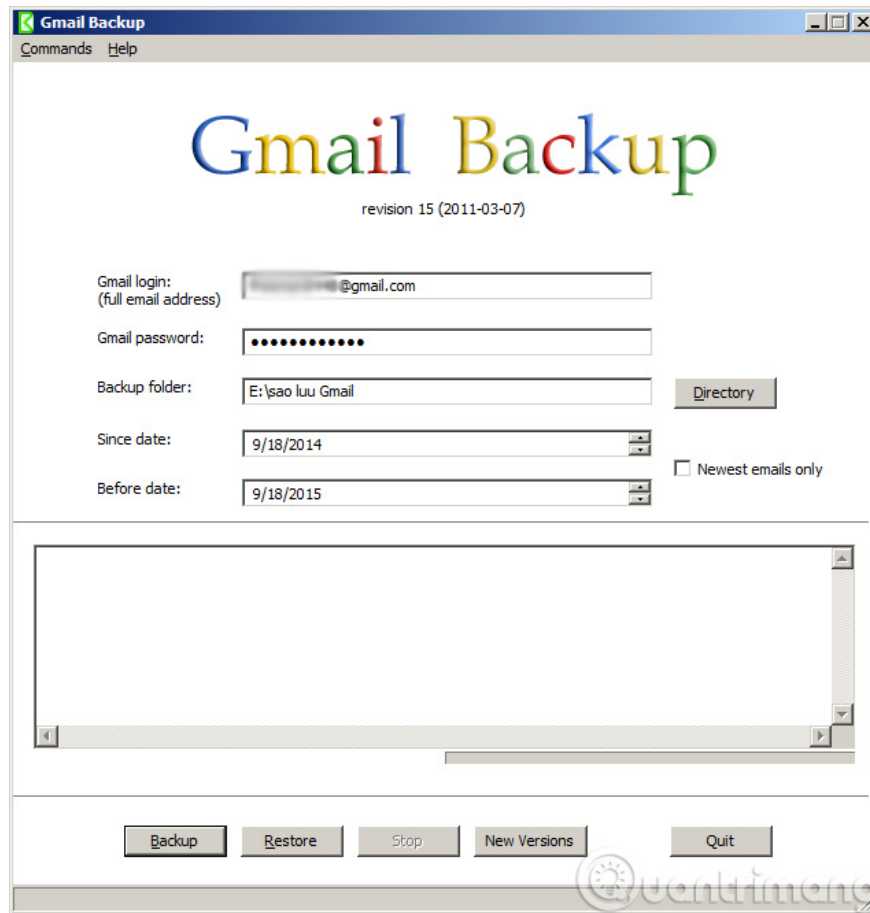 Gmail Backup
Commands Help
Gmail Backup
revision 15 (2011-03-07)
Gmail login:
(full email address)
@gmail.com
Gmail password:
••••••••••••
Backup folder:
E:\sao luu Gmail
Directory
Since date:
9/18/2014
Newest emails only
Before date:
9/18/2015
Backup Restore Stop New Versions Quit
Quantrimang